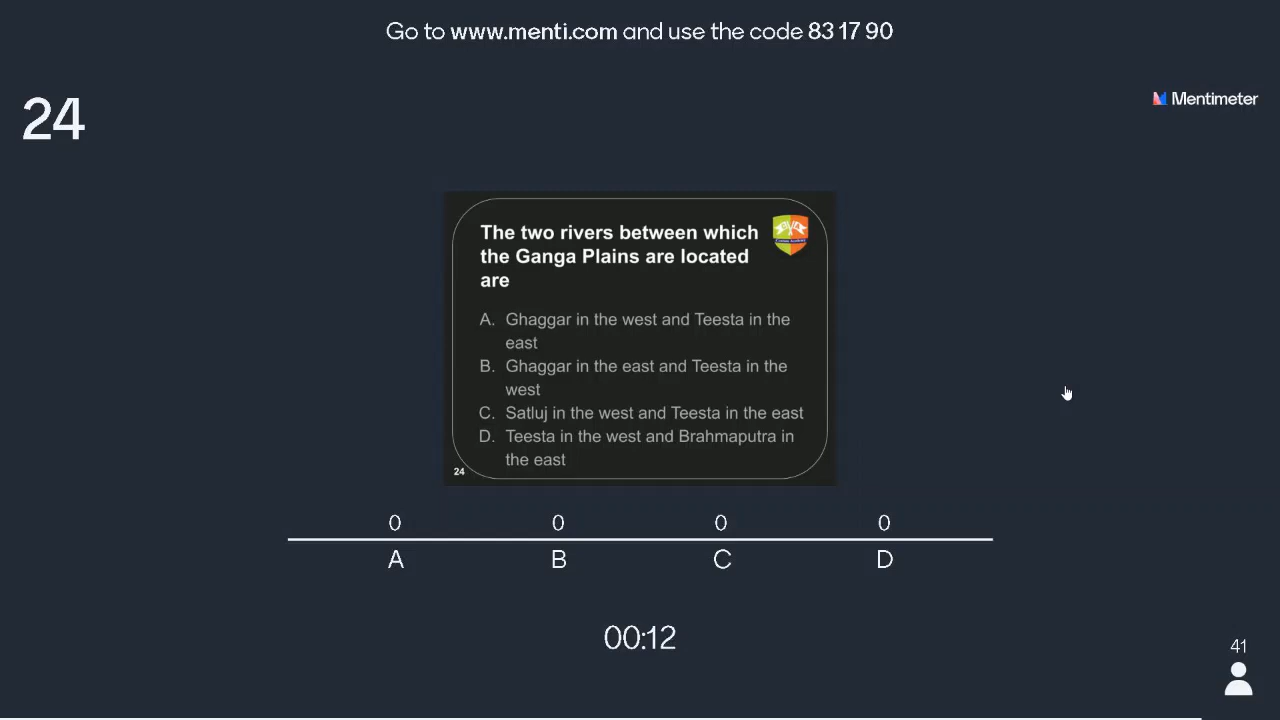 Go to www.menti.com and use the code 83 17 90
24
Mentimeter
The two rivers between which
the Ganga Plains are located
are
A. Ghaggar in the west and Teesta in the
east
B. Ghaggar in the east and Teesta in the
west
C. Satluj in the west and Teesta in the east
D. Teesta in the west and Brahmaputra in
the east
24
0 0 0 0
A B C D
00:12
41